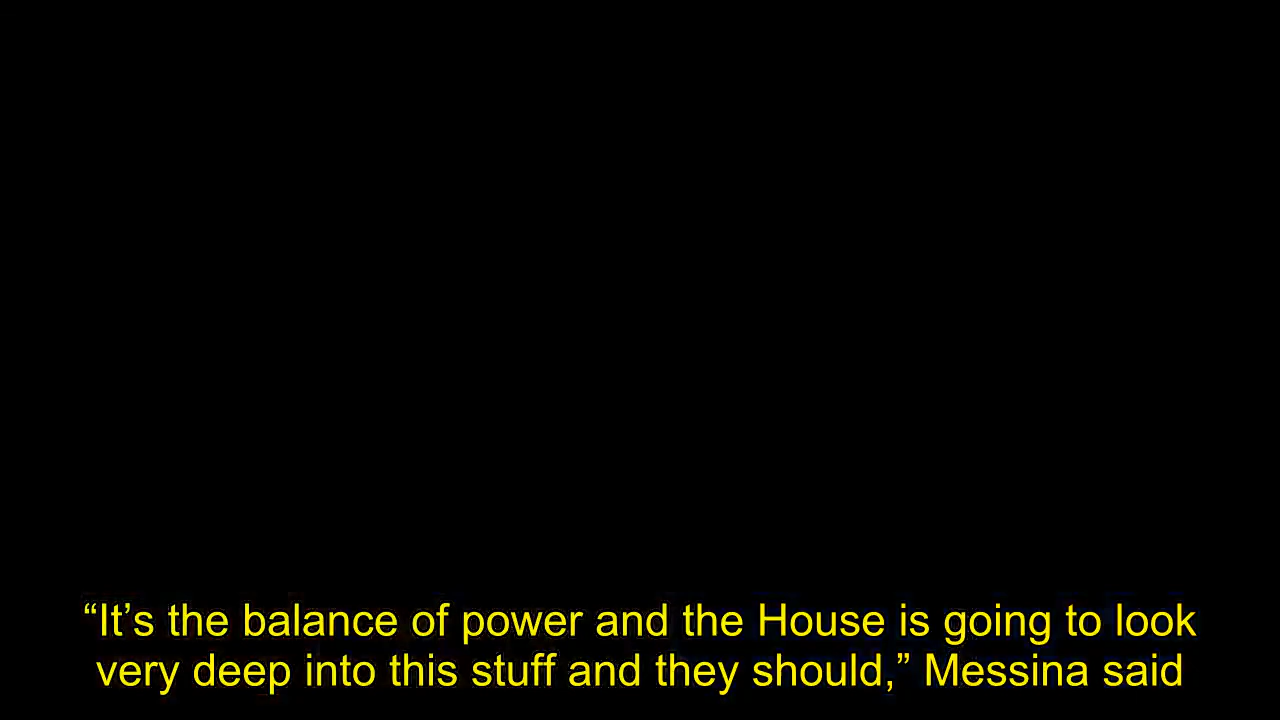 “It’s the balance of power and the House is going to look
very deep into this stuff and they should,” Messina said